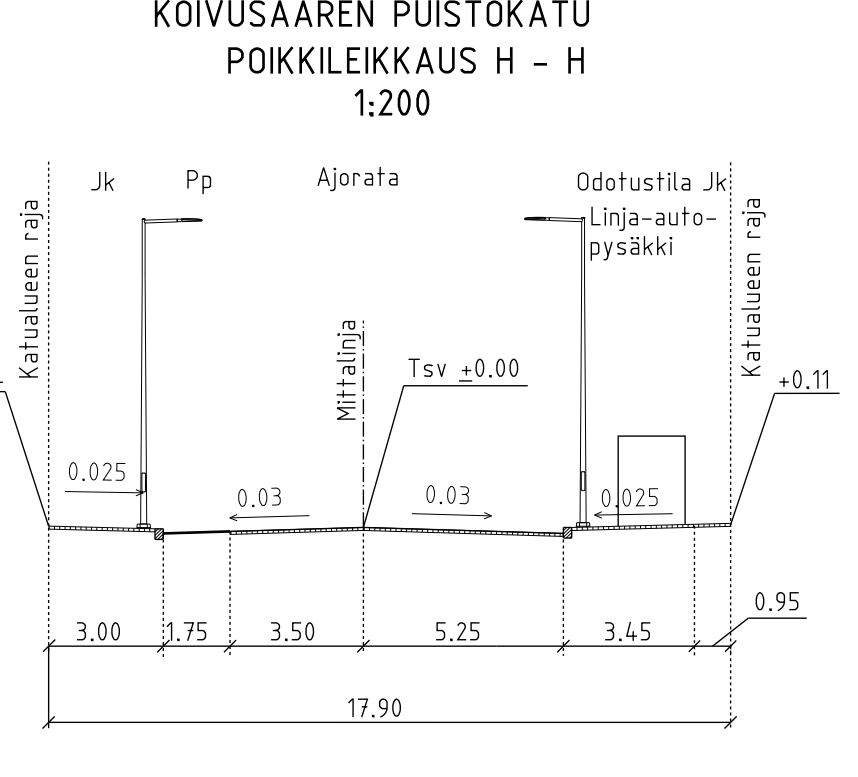 KOIVUSAAREN PUISTOKATU
POIKKILEIKKAUS H - H
1:200
Jk
Pp
Ajorata
Odotustila Jk
Linja-auto-
pysäkki
Katualueen raja
Katualueen raja
Mittalinja
Tsv ±0.00
+0.11
0.025
0.03
0.03
0.025
0.95
3.00
1.75
3.50
5.25
3.45
17.90